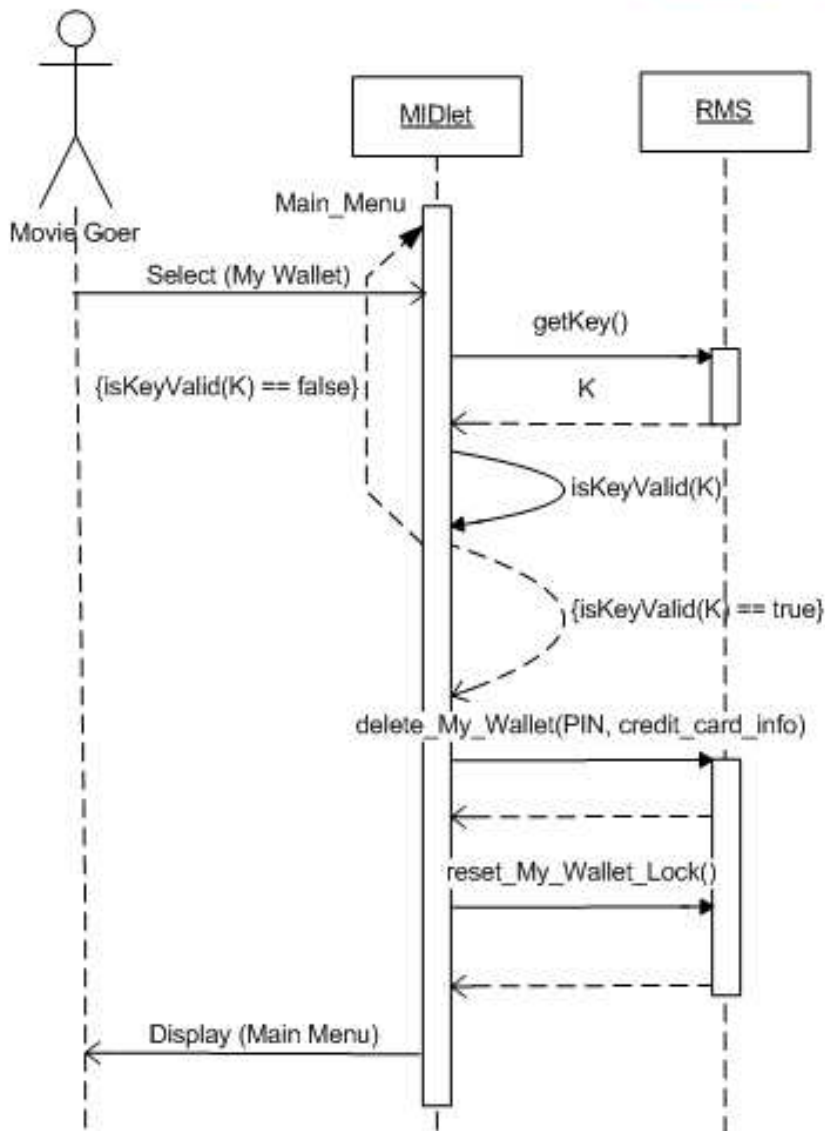 MIDlet
RMS
Main_Menu
Movie Goer
Select (My Wallet)
getKey()
{isKeyValid(K) == false}
K
isKeyValid(K)
{isKeyValid(K) == true}
delete_My_Wallet(PIN, credit_card_info)
reset_My_Wallet_Lock()
Display (Main Menu)